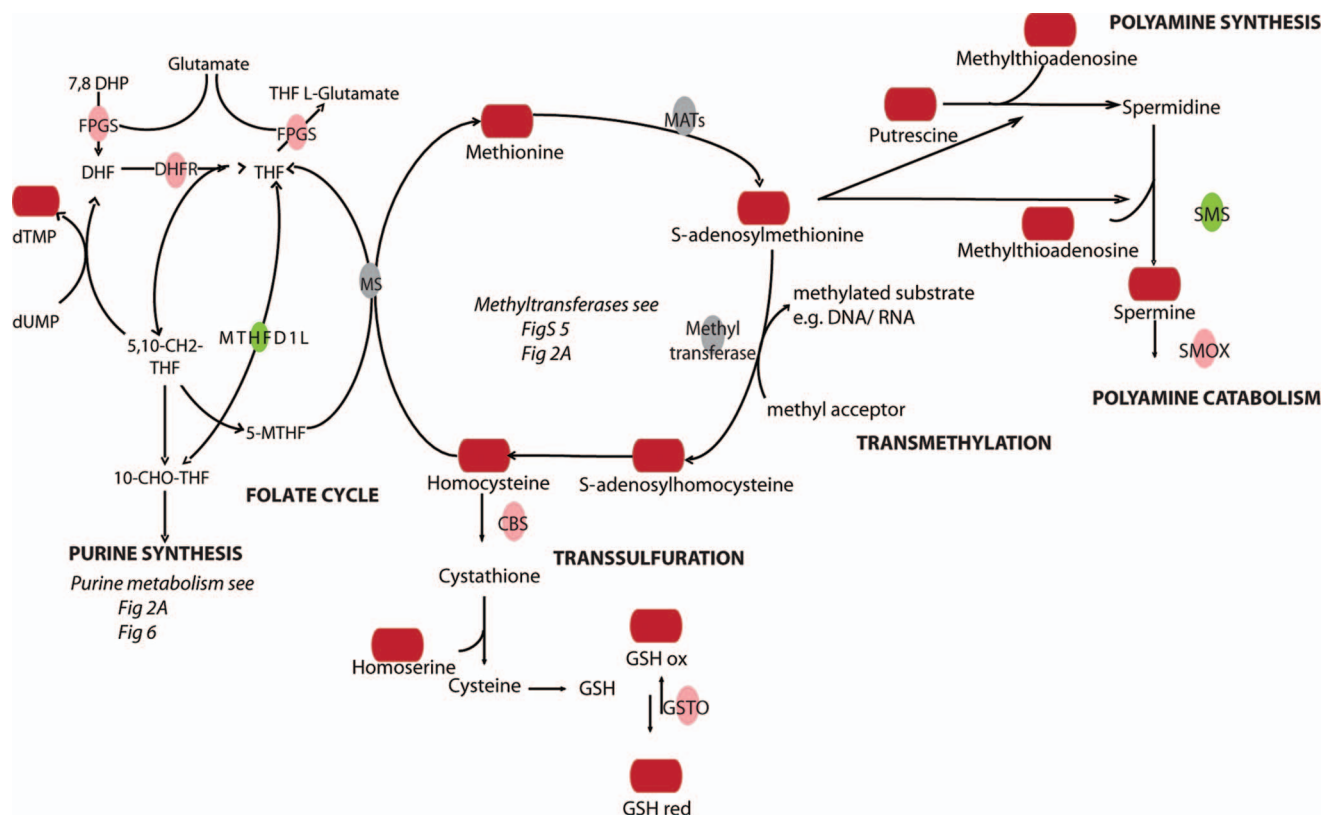 POLYAMINE SYNTHESIS
Methylthioadenosine
Putrescine
Spermidine
Glutamate
7,8 DHP
THF L-Glutamate
FPGS
FPGS
DHF
DHFR
THF
dTMP
dUMP
5,10-CH2-
THF
MTHFD1L
5-MTHF
10-CHO-THF
FOLATE CYCLE
PURINE SYNTHESIS
Purine metabolism see
Fig 2A
Fig 6
MS
Methionine
MATs
S-adenosylmethionine
Methyltransferases see
FigS 5
Fig 2A
Methyl
transferase
methylated substrate
e.g. DNA/ RNA
methyl acceptor
TRANSMETHYLATION
Methylthioadenosine
SMS
Spermine
SMOX
POLYAMINE CATABOLISM
Homocysteine
S-adenosylhomocysteine
CBS
TRANSSULFURATION
Cystathione
Homoserine
Cysteine
GSH
GSH ox
GSTO
GSH red